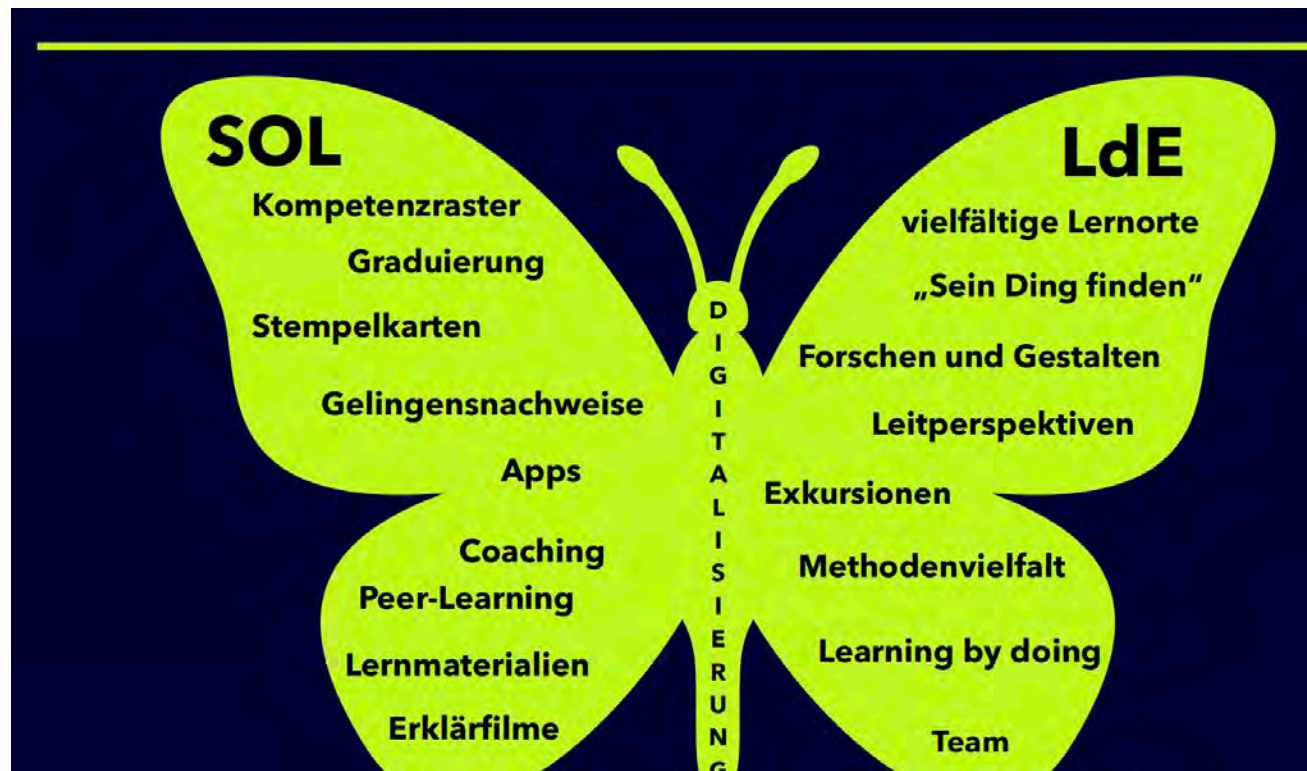 SOL
Kompetenzraster
Graduierung
Stempelkarten
Gelingensnachweise
Apps
Coaching
Peer-Learning
Lernmaterialien
Erklärfilme
DIGITALISIERUNG
LdE
vielfältige Lernorte
„Sein Ding finden“
Forschen und Gestalten
Leitperspektiven
Exkursionen
Methodenvielfalt
Learning by doing
Team